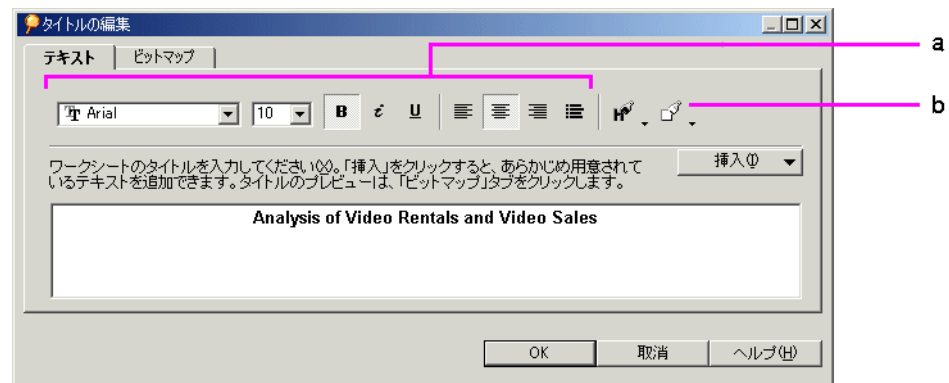 タイトルの編集
テキスト ビットマップ
a
Arial 10 B i U H
b
ワークシートのタイトルを入力してください(X)。「挿入」をクリックすると、あらかじめ用意されて
いるテキストを追加できます。タイトルのプレビューは、「ビットマップ」タブをクリックします。
挿入(I)
Analysis of Video Rentals and Video Sales
OK 取消 ヘルプ(H)